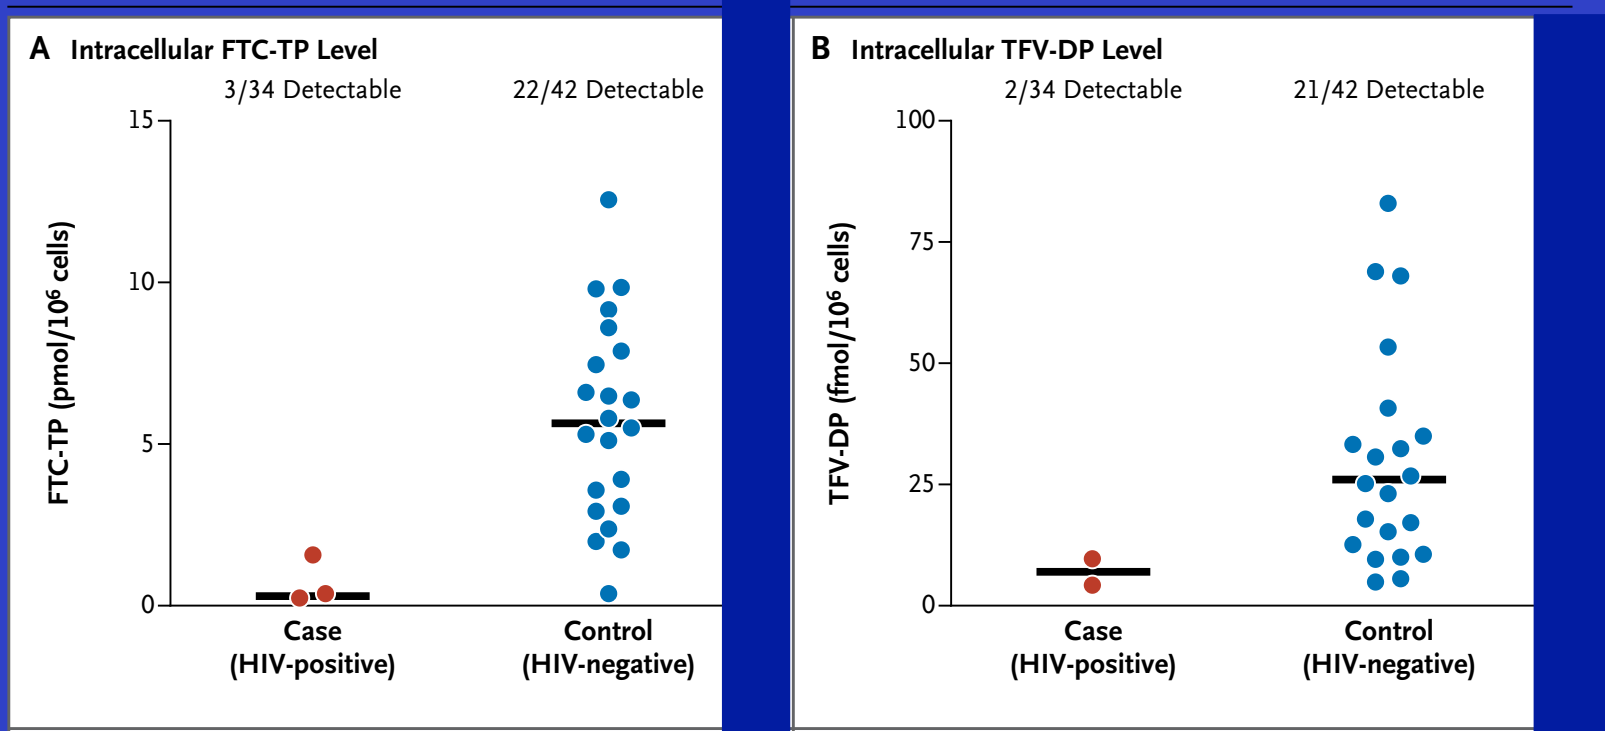 A Intracellular FTC-TP Level
3/34 Detectable 22/42 Detectable
15
10
5
0
FTC-TP (pmol/10⁶ cells)
Case
(HIV-positive)
Control
(HIV-negative)
B Intracellular TFV-DP Level
2/34 Detectable 21/42 Detectable
100
75
50
25
0
TFV-DP (fmol/10⁶ cells)
Case
(HIV-positive)
Control
(HIV-negative)